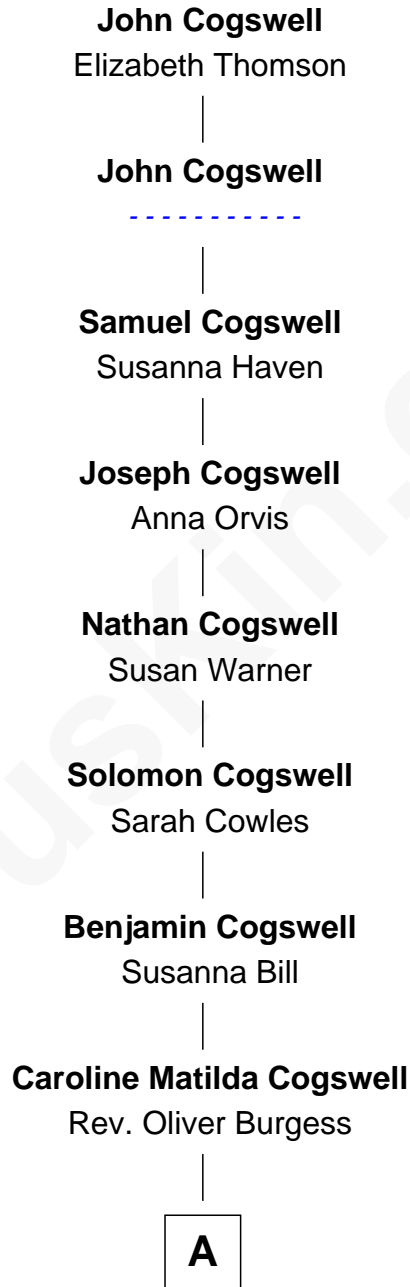 John Cogswell
Elizabeth Thomson
John Cogswell
- - - - - - - - - - -
Samuel Cogswell
Susanna Haven
Joseph Cogswell
Anna Orvis
Nathan Cogswell
Susan Warner
Solomon Cogswell
Sarah Cowles
Benjamin Cogswell
Susanna Bill
Caroline Matilda Cogswell
Rev. Oliver Burgess
A